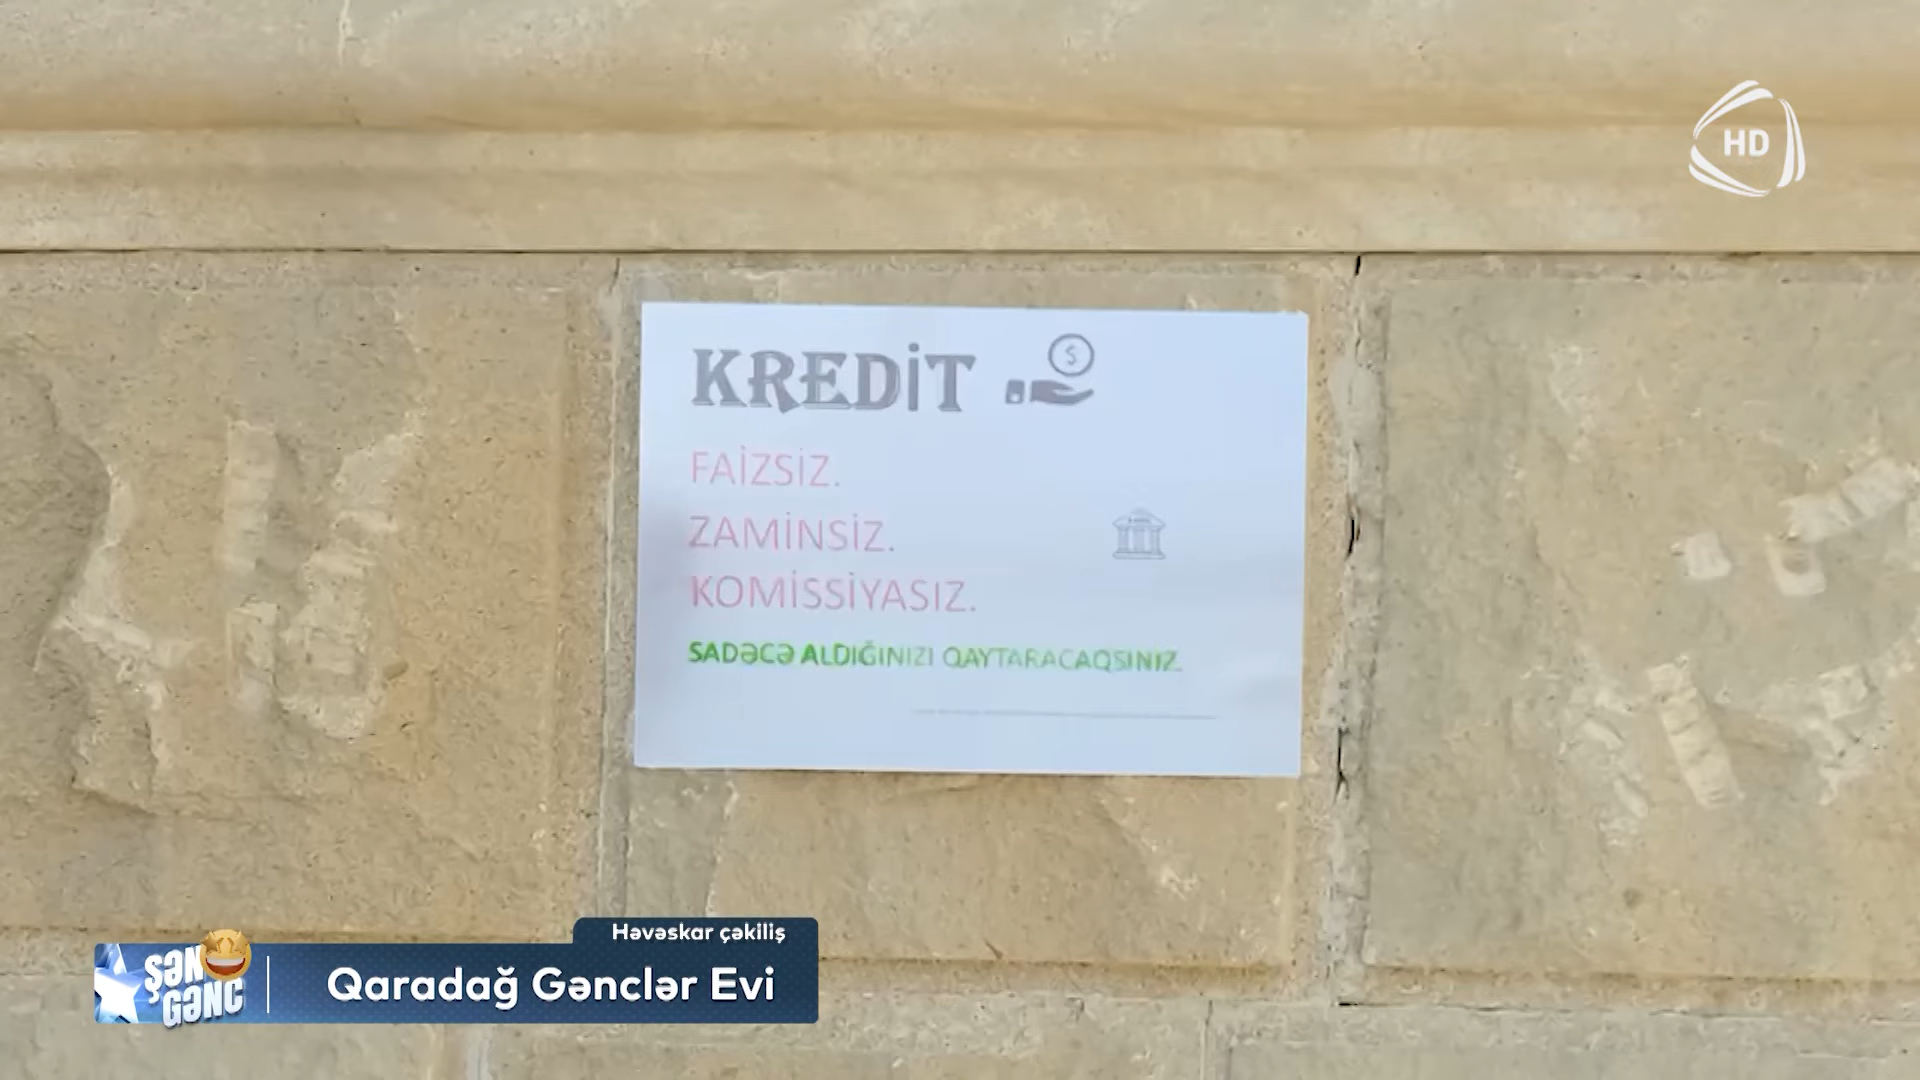 HD
KREDİT
$
FAİZSİZ.
ZAMİNSİZ.
KOMİSSİYASIZ.
SADƏCƏ ALDIĞINIZI QAYTARACAQSINIZ.
Həvəskar çəkiliş
ŞƏN GƏNC
Qaradağ Gənclər Evi